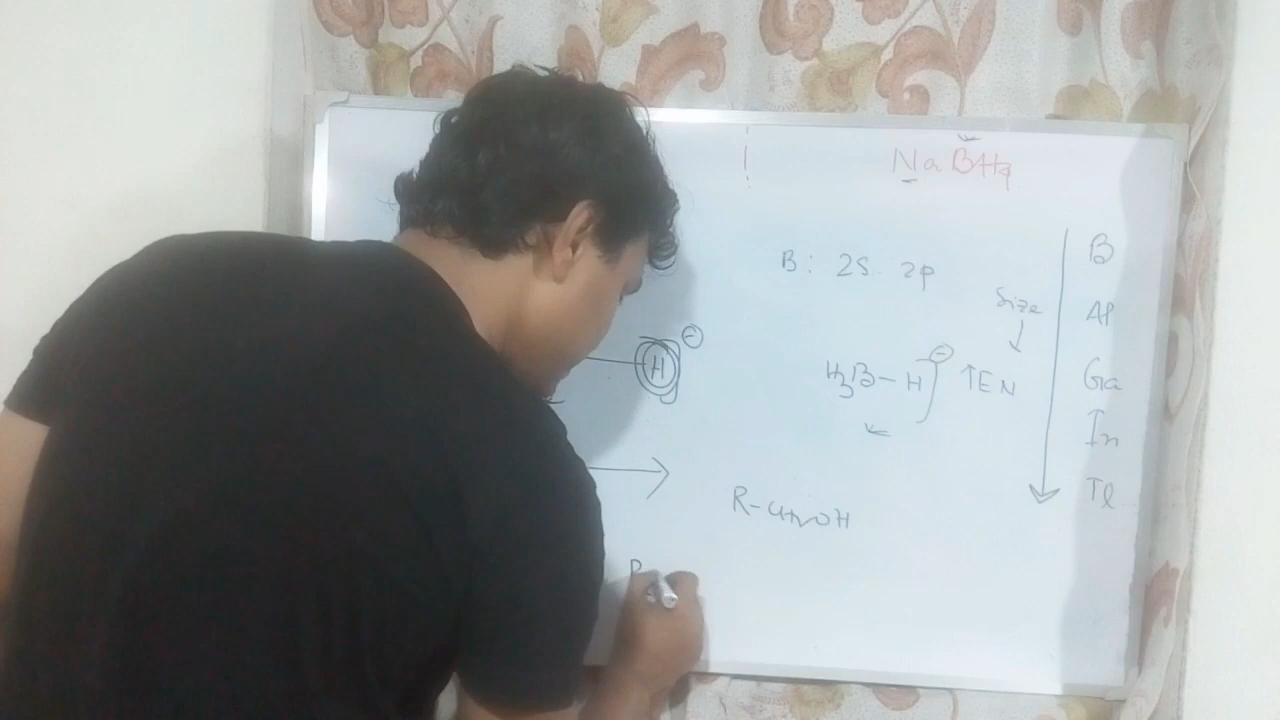 NaBH4
B: 2S 2p
B
Al
Ga
In
Tl
Size
↓
H ⊖
H3B-H ⊖ ↑EN
←
→
R-CH2OH
R